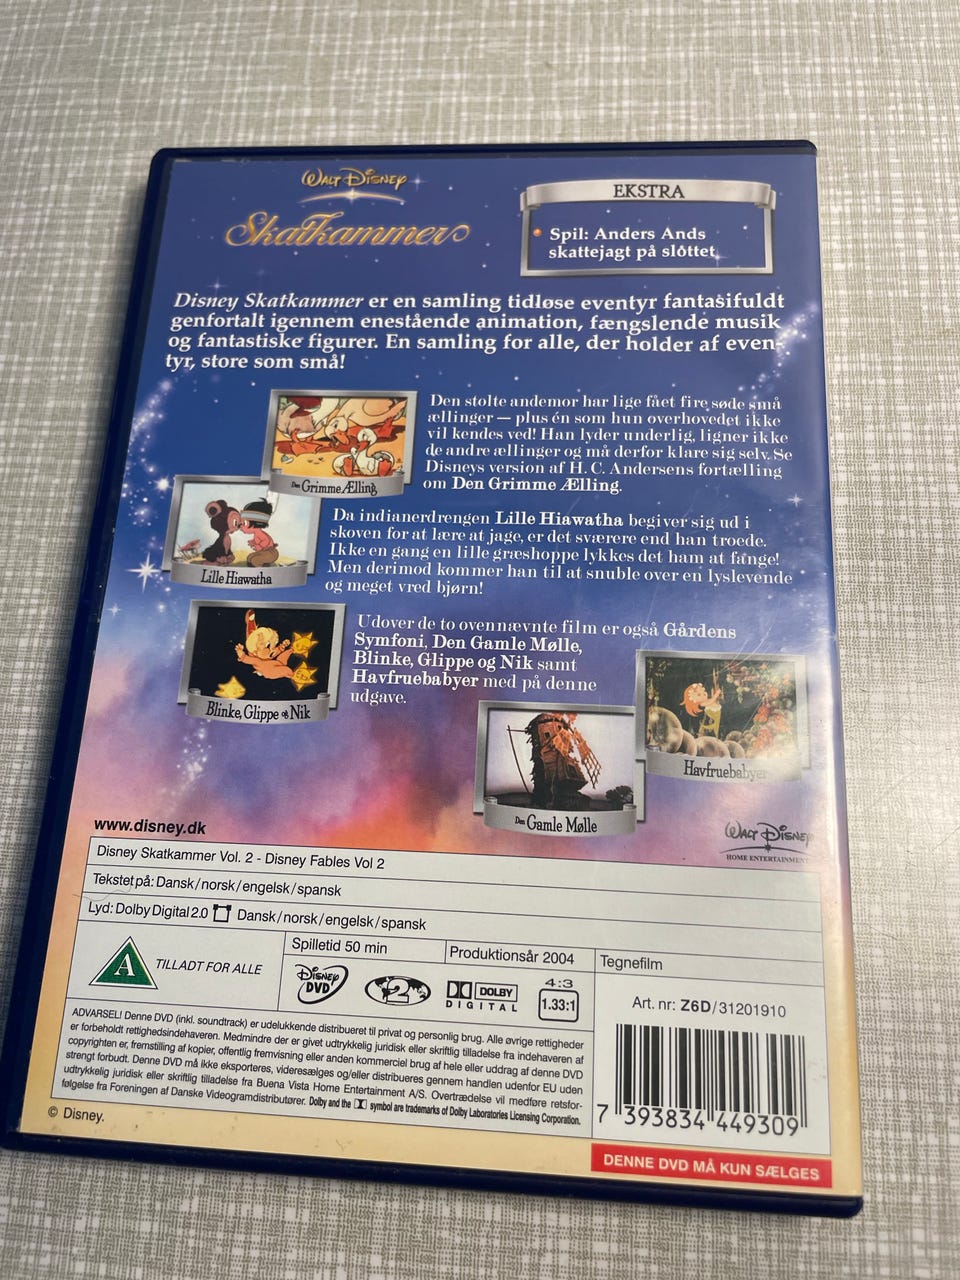 WALT DISNEY
Skatkammer
EKSTRA
Spil: Anders Ands
skattejagt på slottet
Disney Skatkammer er en samling tidløse eventyr fantasifuldt
genfortalt igennem enestående animation, fængslende musik
og fantastiske figurer. En samling for alle, der holder af even-
tyr, store som små!
Den stolte andemor har lige fået fire søde små
ællinger — plus én som hun overhovedet ikke
vil kendes ved! Han lyder underlig, ligner ikke
de andre ællinger og må derfor klare sig selv. Se
Disneys version af H. C. Andersens fortælling
om Den Grimme Ælling.
Den Grimme Ælling
Da indianerdrengen Lille Hiawatha begiver sig ud i
skoven for at lære at jage, er det sværere end han troede.
Ikke en gang en lille græshoppe lykkes det ham at fange!
Men derimod kommer han til at snuble over en lyslevende
og meget vred bjørn!
Lille Hiawatha
Udover de to ovennævnte film er også Gårdens
Symfoni, Den Gamle Mølle,
Blinke, Glippe og Nik samt
Havfruebabyer med på denne
udgave.
Blinke, Glippe og Nik
Havfruebabyer
Den Gamle Mølle
WALT DISNEY
HOME ENTERTAINMENT
www.disney.dk
Disney Skatkammer Vol. 2 - Disney Fables Vol 2
Tekstet på: Dansk/norsk/engelsk/spansk
Lyd: Dolby Digital 2.0 Dansk/norsk/engelsk/spansk
A TILLADT FOR ALLE
Spilletid 50 min
Produktionsår 2004
Tegnefilm
DISNEY
DVD
2
DOLBY
DIGITAL
4:3
1.33:1
Art. nr: Z6D/31201910
ADVARSEL! Denne DVD (inkl. soundtrack) er udelukkende distribueret til privat og personlig brug. Alle øvrige rettigheder
er forbeholdt rettighedsindehaveren. Medmindre der er givet udtrykkelig juridisk eller skriftlig tilladelse fra indehaveren af
copyrighten er, fremstilling af kopier, offentlig fremvisning eller anden kommerciel brug af hele eller uddrag af denne DVD
strengt forbudt. Denne DVD må ikke eksporteres, videresælges og/eller distribueres gennem handlen udenfor EU uden
udtrykkelig juridisk eller skriftlig tilladelse fra Buena Vista Home Entertainment A/S. Overtrædelse vil medføre retsfor-
følgelse fra Foreningen af Danske Videogramdistributører. Dolby and the symbol are trademarks of Dolby Laboratories Licensing Corporation.
7 393834 449309
© Disney.
DENNE DVD MÅ KUN SÆLGES